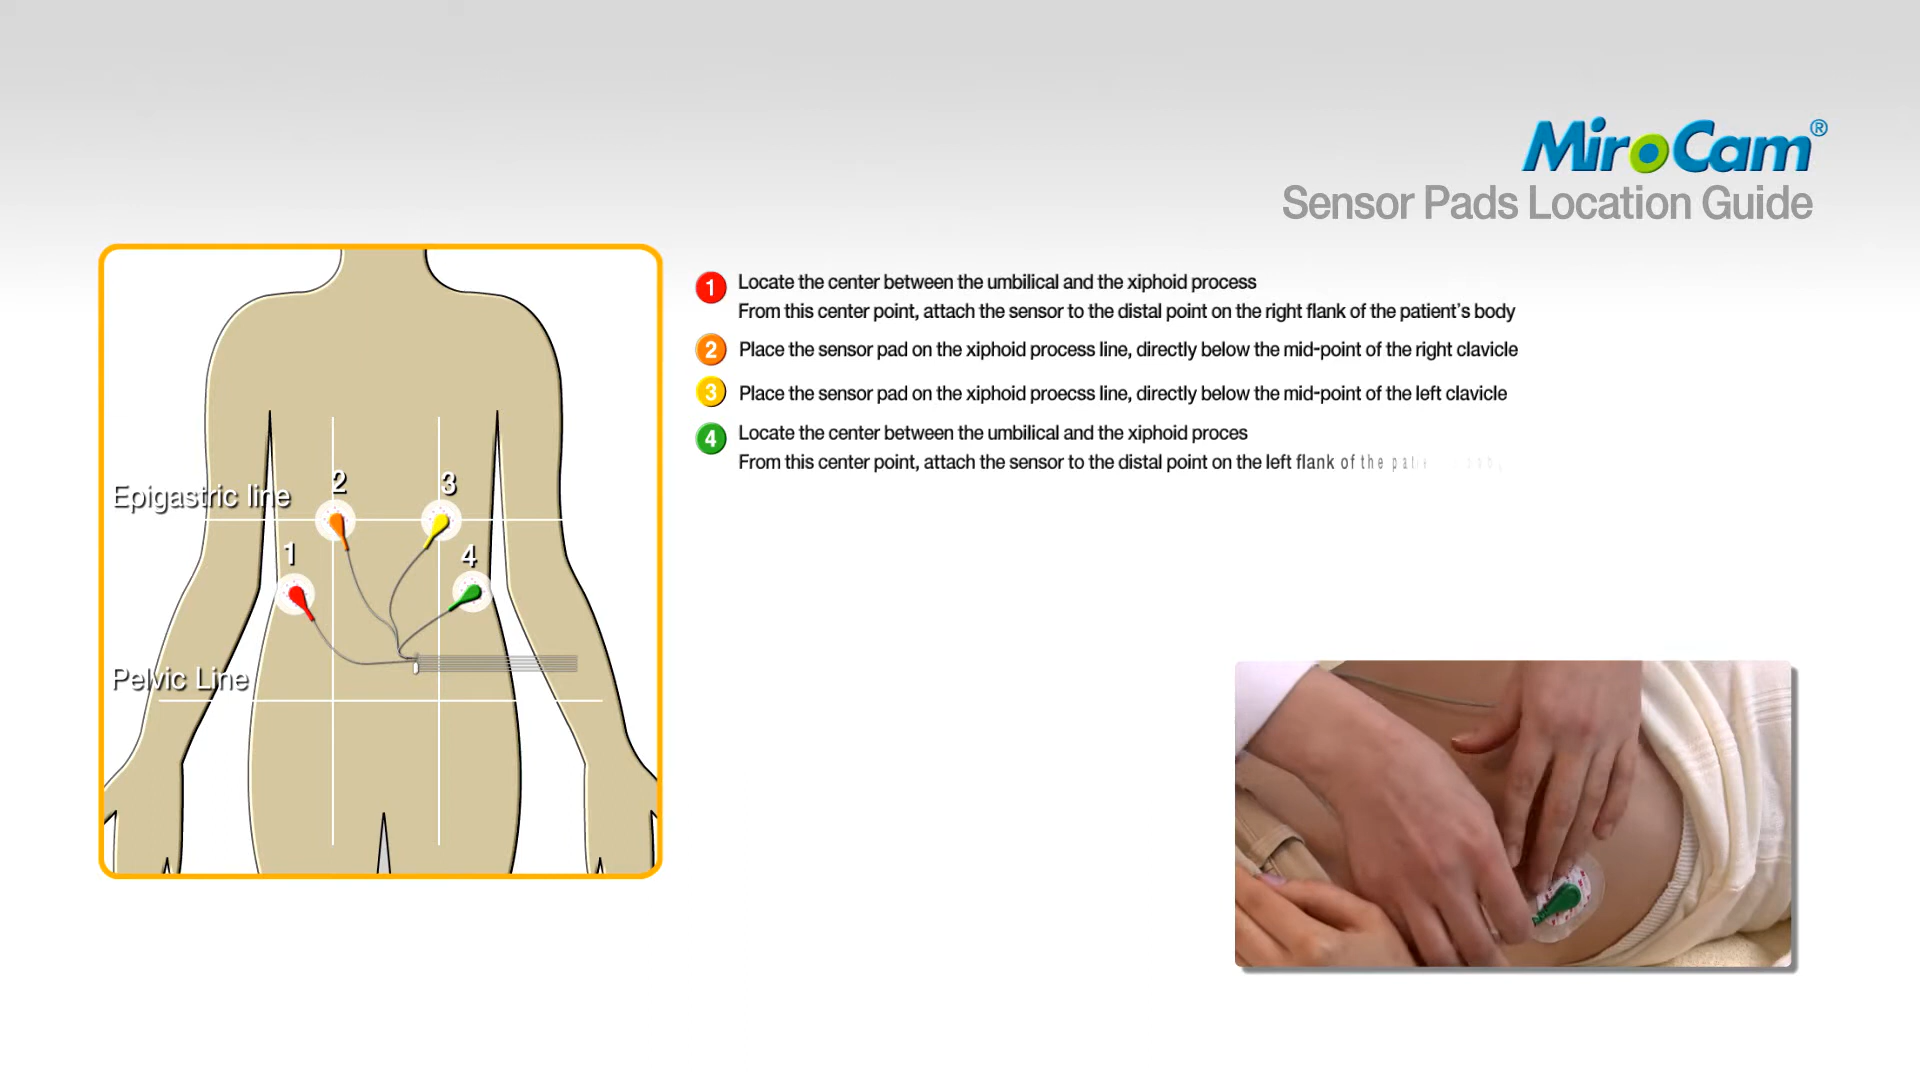 MiroCam®
Sensor Pads Location Guide
1 Locate the center between the umbilical and the xiphoid process
From this center point, attach the sensor to the distal point on the right flank of the patient's body
2 Place the sensor pad on the xiphoid process line, directly below the mid-point of the right clavicle
3 Place the sensor pad on the xiphoid proecss line, directly below the mid-point of the left clavicle
4 Locate the center between the umbilical and the xiphoid proces
From this center point, attach the sensor to the distal point on the left flank of the
2 3
Epigastric line
1 4
Pelvic Line